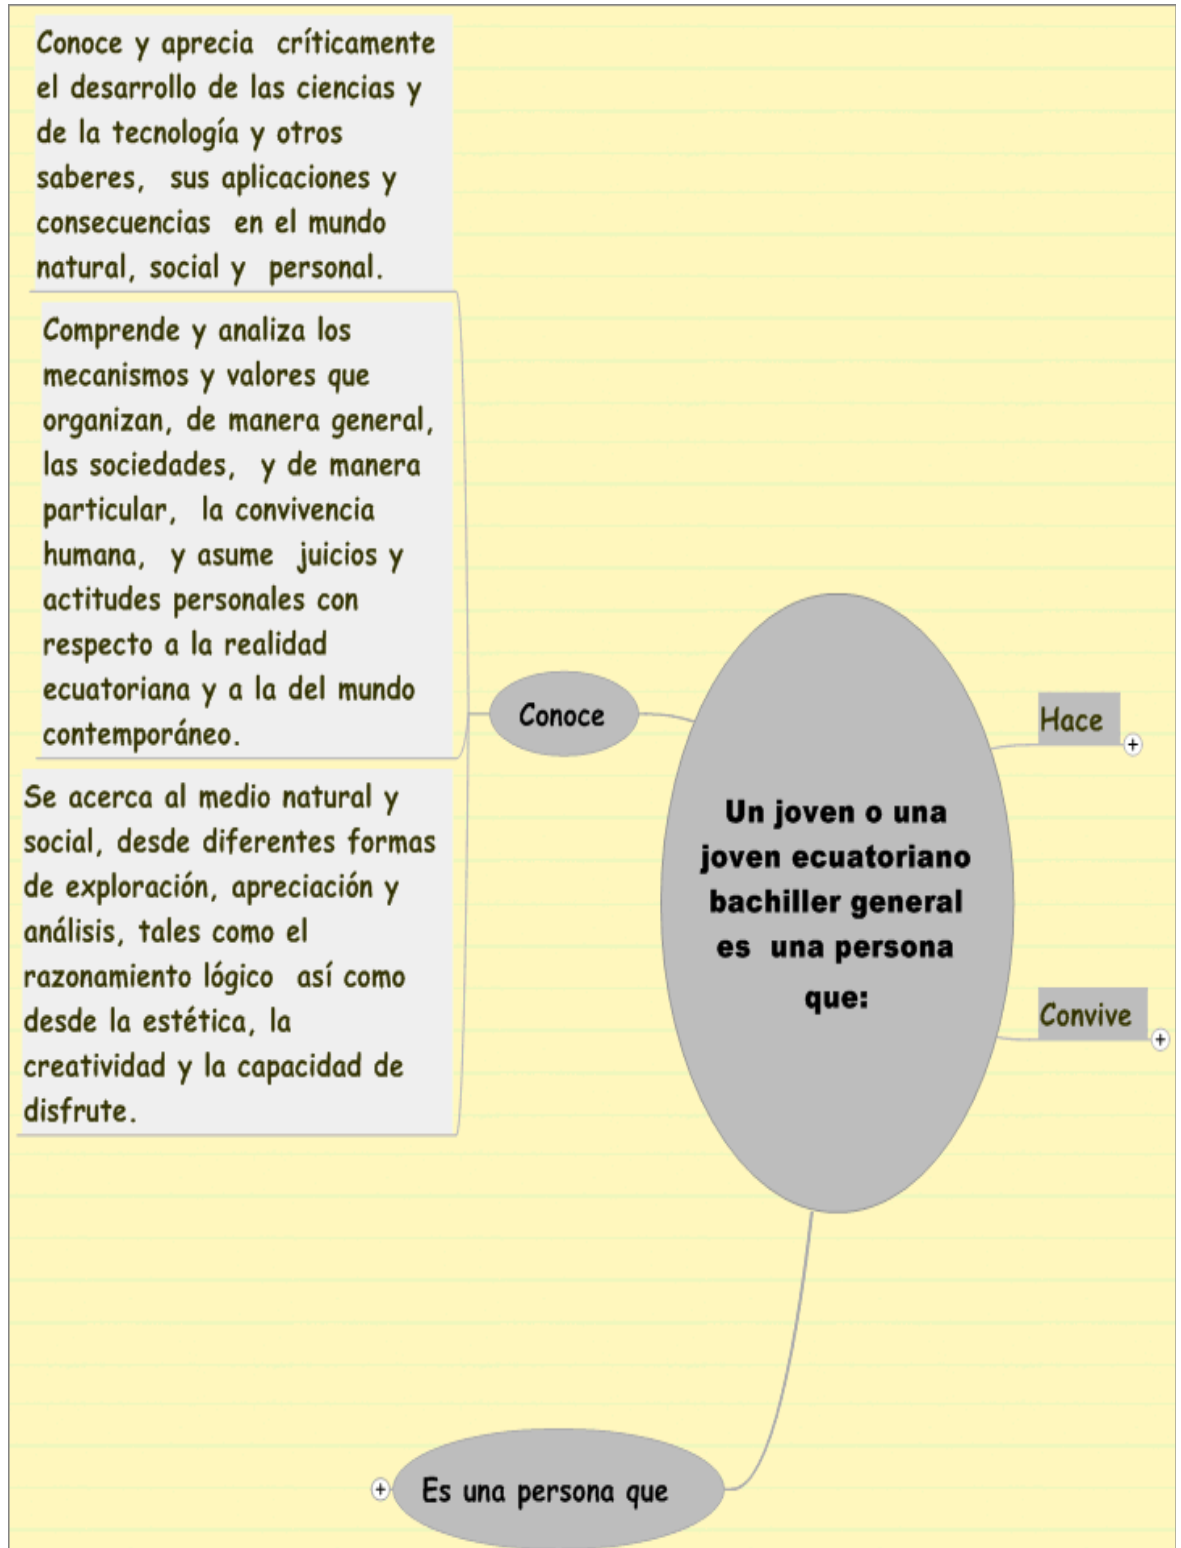 Conoce y aprecia críticamente
el desarrollo de las ciencias y
de la tecnología y otros
saberes, sus aplicaciones y
consecuencias en el mundo
natural, social y personal.
Comprende y analiza los
mecanismos y valores que
organizan, de manera general,
las sociedades, y de manera
particular, la convivencia
humana, y asume juicios y
actitudes personales con
respecto a la realidad
ecuatoriana y a la del mundo
contemporáneo.
Se acerca al medio natural y
social, desde diferentes formas
de exploración, apreciación y
análisis, tales como el
razonamiento lógico así como
desde la estética, la
creatividad y la capacidad de
disfrute.
Conoce
Un joven o una
joven ecuatoriano
bachiller general
es una persona
que:
Hace
Convive
Es una persona que